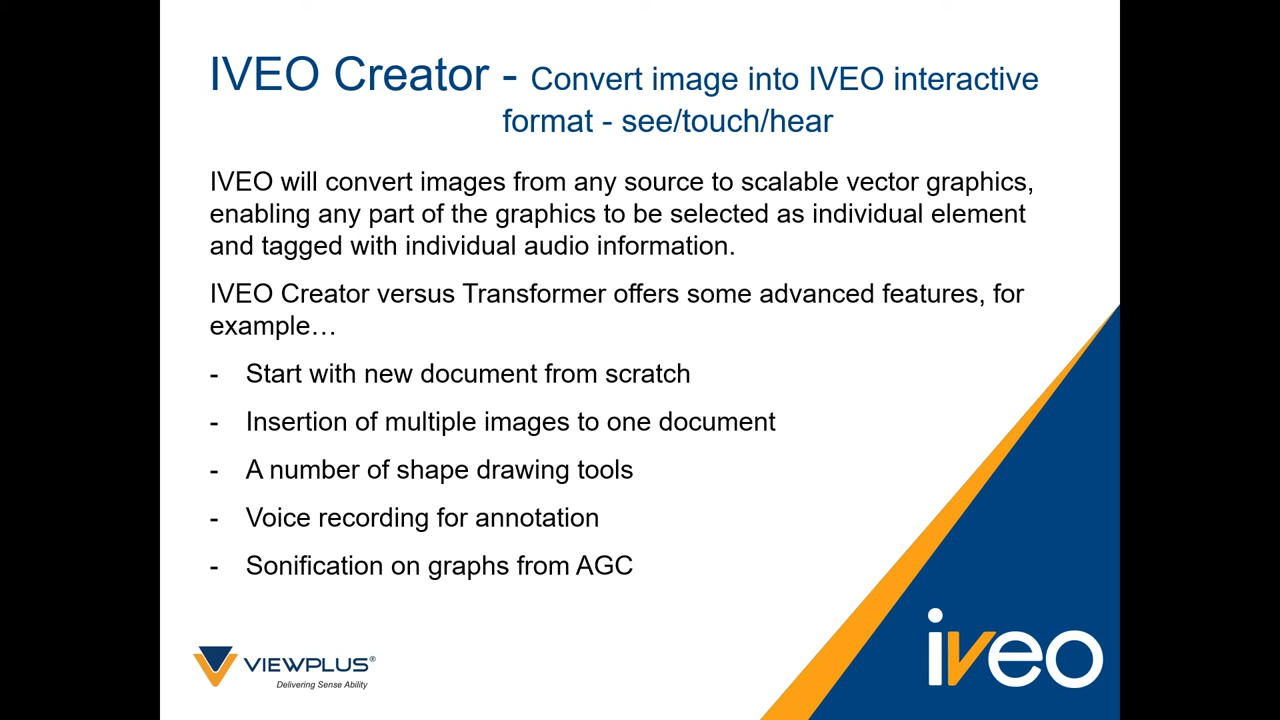 IVEO Creator - Convert image into IVEO interactive
format - see/touch/hear
IVEO will convert images from any source to scalable vector graphics,
enabling any part of the graphics to be selected as individual element
and tagged with individual audio information.
IVEO Creator versus Transformer offers some advanced features, for
example…
- Start with new document from scratch
- Insertion of multiple images to one document
- A number of shape drawing tools
- Voice recording for annotation
- Sonification on graphs from AGC
VIEWPLUS®
Delivering Sense Ability
iveo